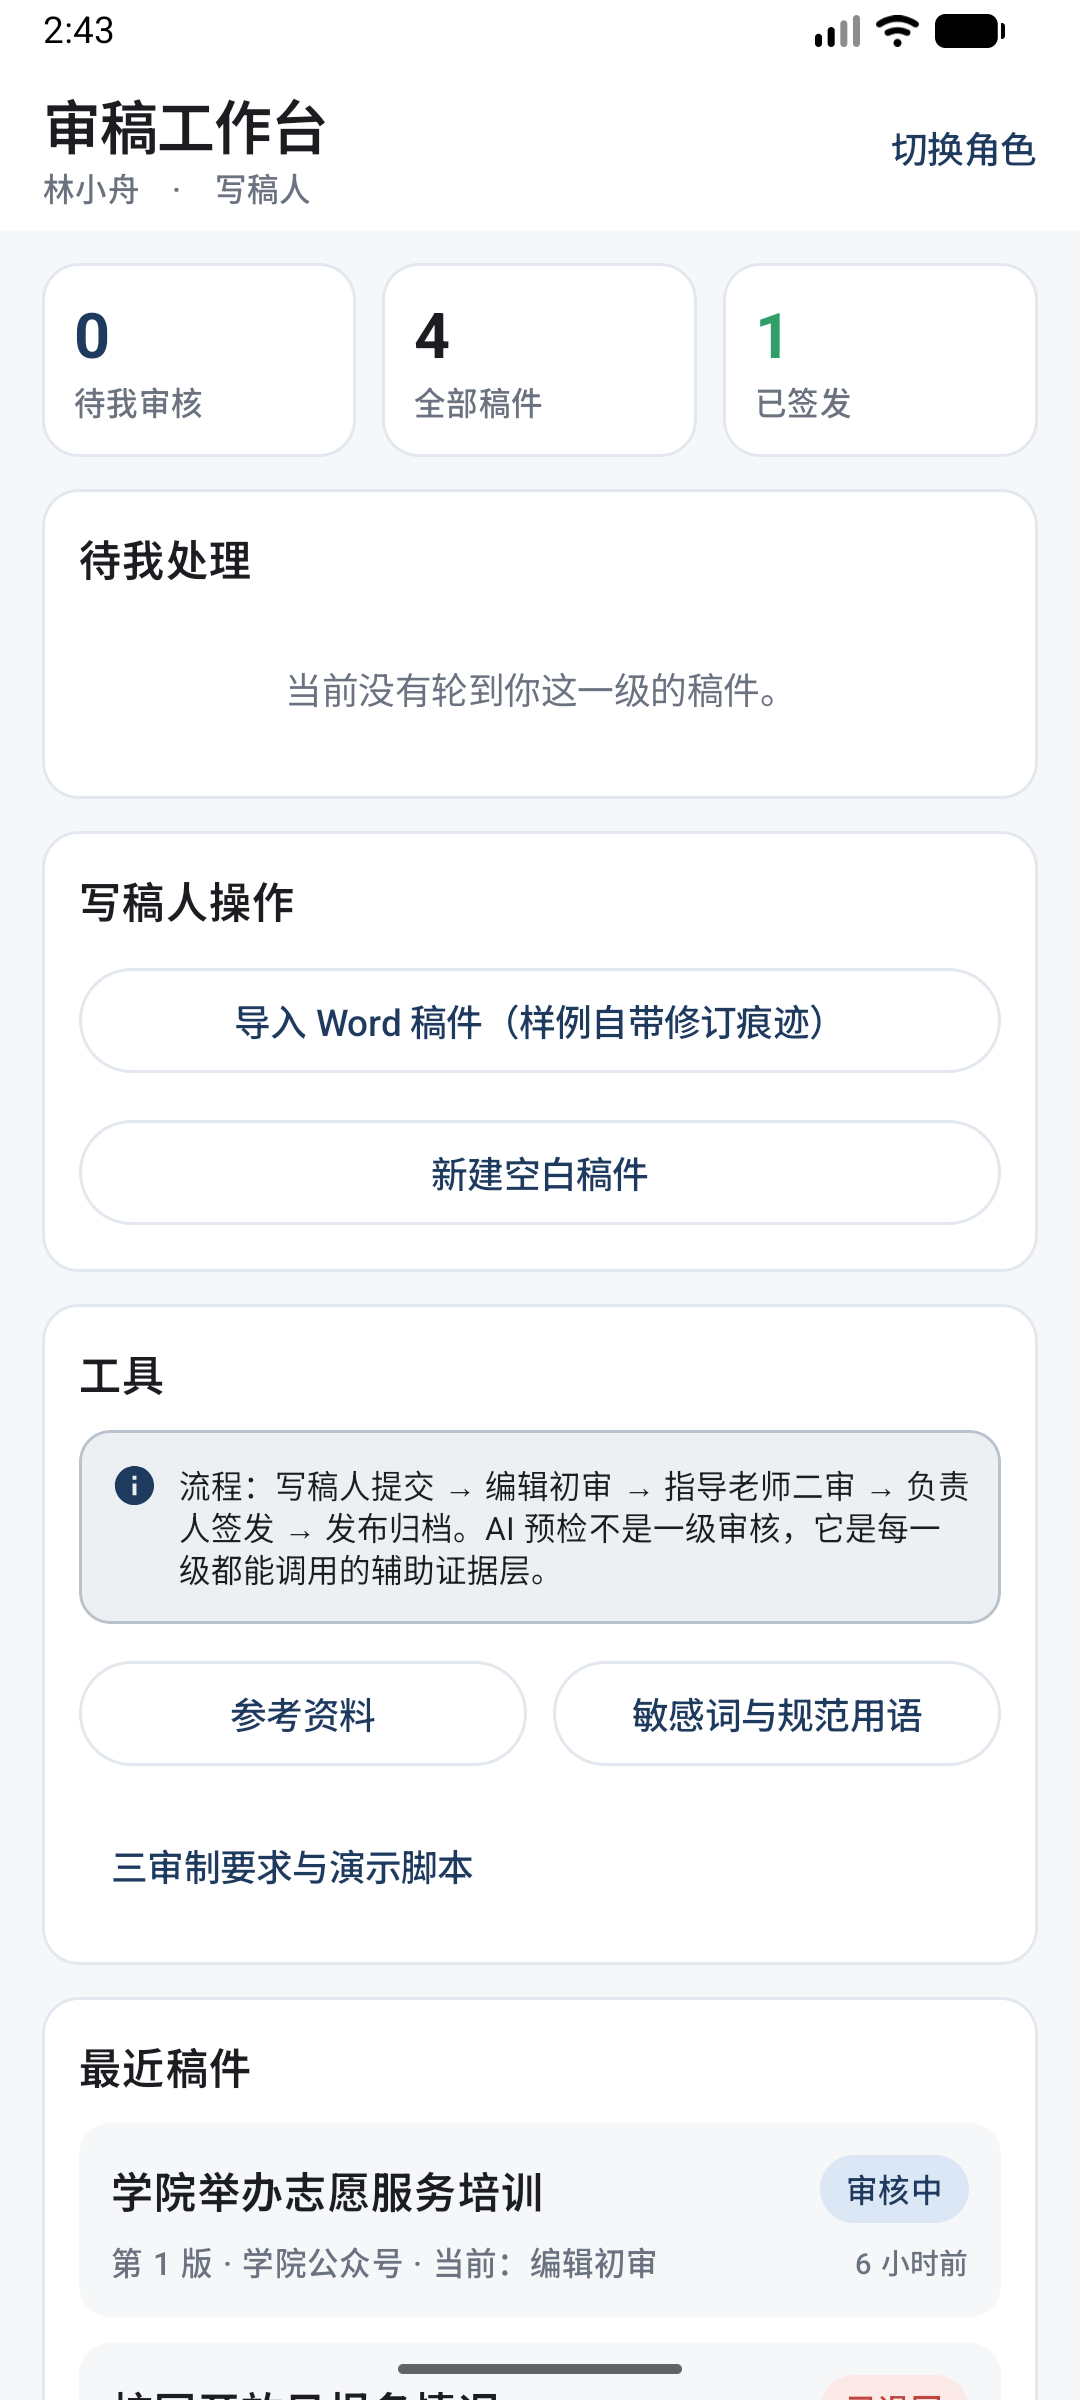 2:43
审稿工作台
林小舟 · 写稿人
切换角色
0
待我审核
4
全部稿件
1
已签发
待我处理
当前没有轮到你这一级的稿件。
写稿人操作
导入 Word 稿件（样例自带修订痕迹）
新建空白稿件
工具
流程：写稿人提交 → 编辑初审 → 指导老师二审 → 负责
人签发 → 发布归档。AI 预检不是一级审核，它是每一
级都能调用的辅助证据层。
参考资料
敏感词与规范用语
三审制要求与演示脚本
最近稿件
学院举办志愿服务培训
审核中
第 1 版 · 学院公众号 · 当前：编辑初审
6 小时前